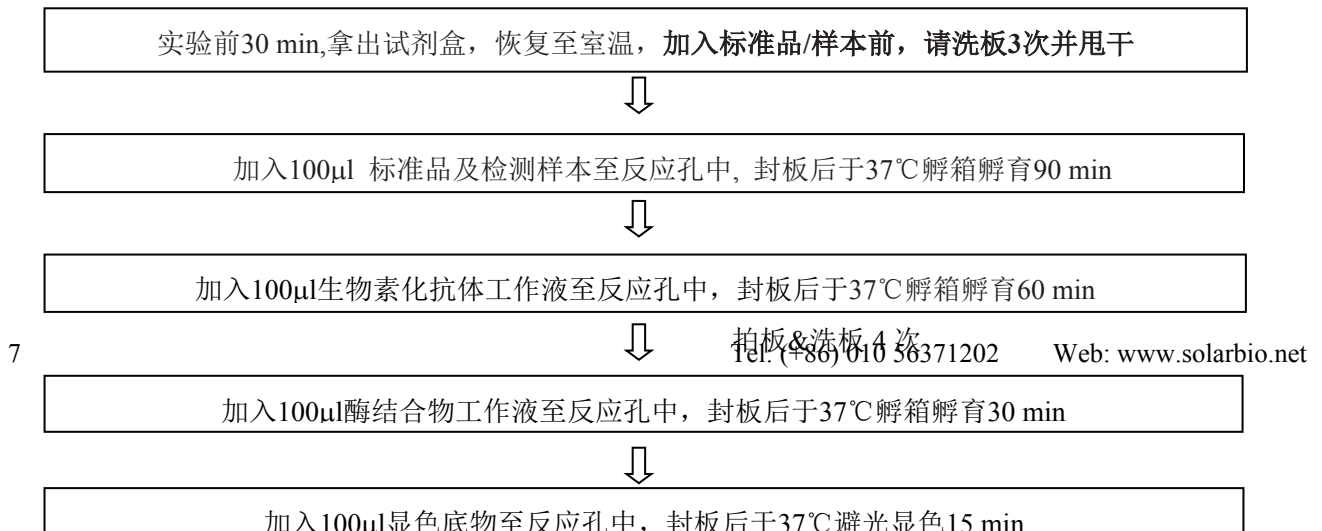 实验前30 min,拿出试剂盒，恢复至室温，加入标准品/样本前，请洗板3次并甩干
加入100μl 标准品及检测样本至反应孔中, 封板后于37℃孵箱孵育90 min
加入100μl生物素化抗体工作液至反应孔中，封板后于37℃孵箱孵育60 min
拍板&洗板 4 次
7 Tel: (+86) 010 56371202 Web: www.solarbio.net
加入100μl酶结合物工作液至反应孔中，封板后于37℃孵箱孵育30 min
加入100μl显色底物至反应孔中，封板后于37℃避光显色15 min